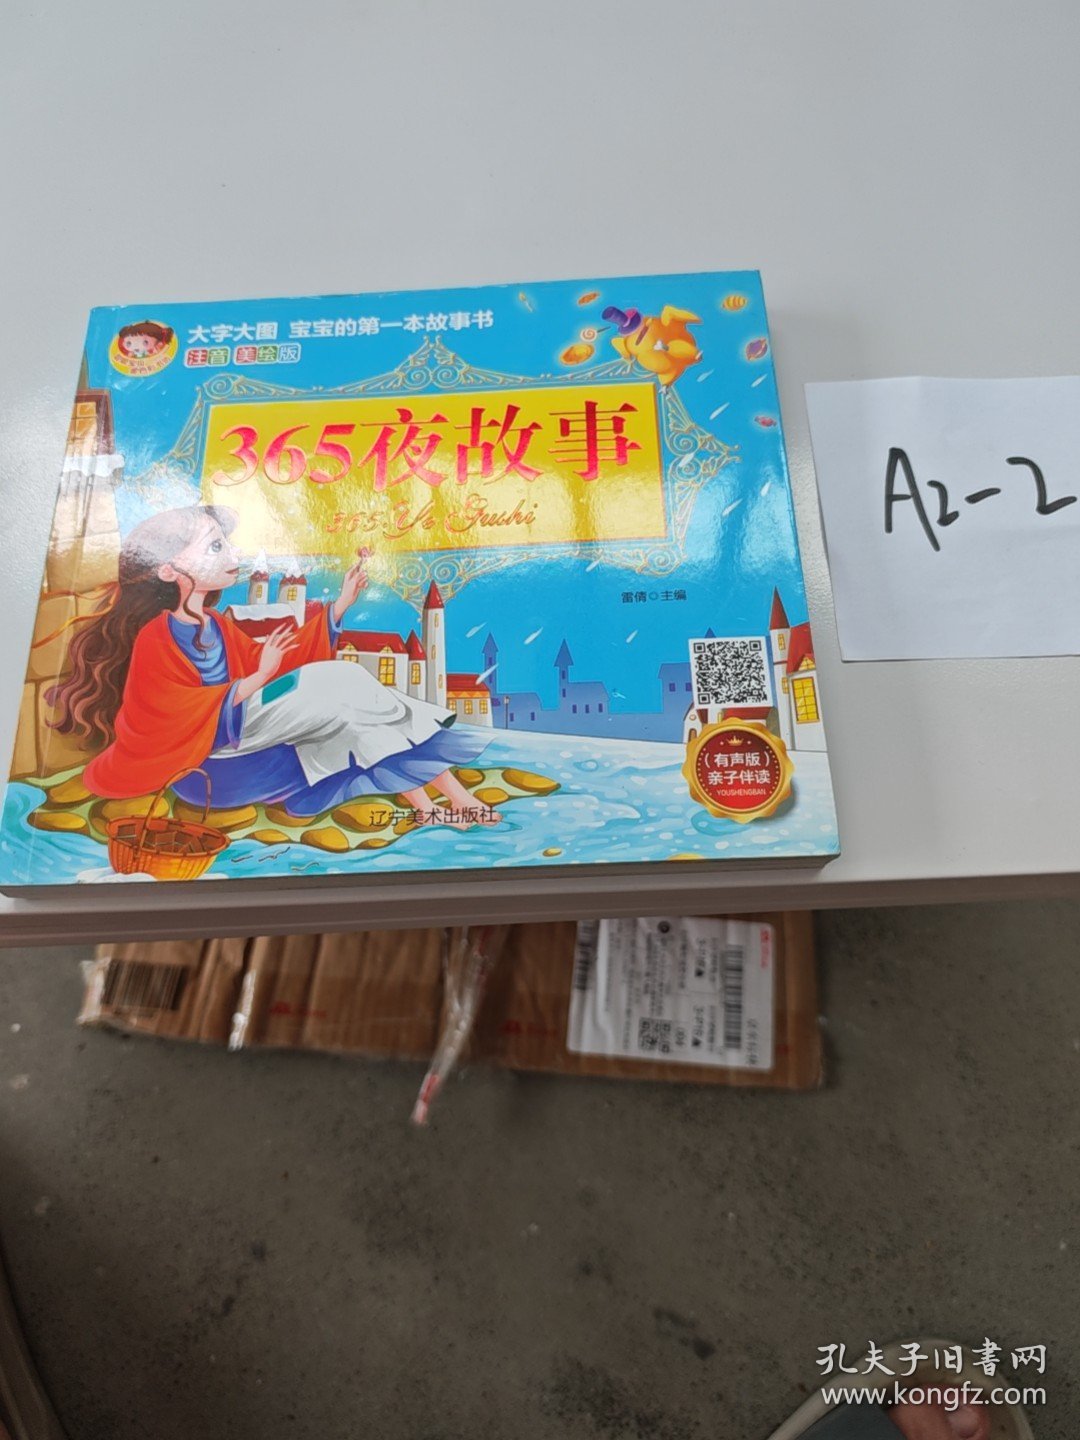 大字大图 宝宝的第一本故事书
注音 美绘版
365夜故事
365.Ye Gushi
雷倩◎主编
(有声版)
亲子伴读
YOUSHENGBAN
辽宁美术出版社
A2-2
孔夫子旧書网
www.kongfz.com